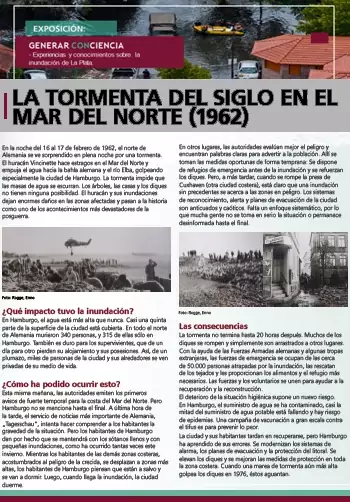 EXPOSICIÓN:
GENERAR CONCIENCIA
- Experiencias y conocimientos sobre la
inundación de La Plata.
LA TORMENTA DEL SIGLO EN EL
MAR DEL NORTE (1962)
En la noche del 16 al 17 de febrero de 1962, el norte de
Alemania se ve sorprendido en plena noche por una tormenta.
El huracán Vincinette hace estragos en el Mar del Norte y
empuja el agua hacia la bahía alemana y el río Elba, golpeando
especialmente la ciudad de Hamburgo. La tormenta impide que
las masas de agua se escurran. Los árboles, las casas y los diques
no tienen ninguna posibilidad. El huracán y sus inundaciones
dejan enormes daños en las zonas afectadas y pasan a la historia
como uno de los acontecimientos más devastadores de la
posguerra.
Foto: Rogge, Enno
¿Qué impacto tuvo la inundación?
En Hamburgo, el agua está más alta que nunca. Casi una quinta
parte de la superficie de la ciudad está cubierta. En todo el norte
de Alemania murieron 340 personas, y 315 de ellas sólo en
Hamburgo. También es duro para los supervivientes, que de un
día para otro pierden su alojamiento y sus posesiones. Así, de un
plumazo, miles de personas de la ciudad y sus alrededores se ven
privadas de su medio de vida.
¿Cómo ha podido ocurrir esto?
Esta misma mañana, las autoridades emiten los primeros
avisos de fuerte temporal para la costa del Mar del Norte. Pero
Hamburgo no se menciona hasta el final. A última hora de
la tarde, el servicio de noticias más importante de Alemania,
„Tagesschau", intenta hacer comprender a los habitantes la
gravedad de la situación. Pero los habitantes de Hamburgo
dan por hecho que se mantendrá con los sótanos llenos y con
pequeñas inundaciones, como ha ocurrido tantas veces este
invierno. Mientras los habitantes de las demás zonas costeras,
acostumbrados al peligro de la crecida, se desplazan a zonas más
altas, los habitantes de Hamburgo piensan que están a salvo y
se van a dormir. Luego, cuando llega la inundación, la ciudad
duerme.
En otros lugares, las autoridades evalúan mejor el peligro y
encuentran palabras claras para advertir a la población. Allí se
toman las medidas oportunas de forma temprana: Se dispone
de refugios de emergencia antes de la inundación y se refuerzan
los diques. Pero, a más tardar, cuando se rompe la presa de
Cuxhaven (otra ciudad costera), está claro que una inundación
sin precedentes se acerca a las zonas en peligro. Los sistemas
de reconocimiento, alerta y planes de evacuación de la ciudad
son anticuados y caóticos. Falta un enfoque sistemático, por lo
que mucha gente no se toma en serio la situación o permanece
desinformada hasta el final.
Foto: Rogge, Enno
Las consecuencias
La tormenta no termina hasta 20 horas después. Muchos de los
diques se rompen y simplemente son arrastrados a otros lugares.
Con la ayuda de las Fuerzas Armadas alemanas y algunas tropas
extranjeras, las fuerzas de emergencia se ocupan de las cerca
de 50.000 personas atrapadas por la inundación, las rescatan
de los tejados y les proporcionan los alimentos y el refugio más
necesarios. Las fuerzas y los voluntarios se unen para ayudar a la
recuperación y la reconstrucción.
El deterioro de la situación higiénica supone un nuevo riesgo.
En Hamburgo, el suministro de agua se ha contaminado, casi la
mitad del suministro de agua potable está fallando y hay riesgo
de epidemias. Una campaña de vacunación a gran escala contra
el tifus es para prevenir lo peor.
La ciudad y sus habitantes tardan en recuperarse, pero Hamburgo
ha aprendido de sus errores. Se modernizan los sistemas de
alarma, los planes de evacuación y la protección del litoral. Se
elevan los diques y se mejoran las medidas de protección en toda
la zona costera. Cuando una marea de tormenta aún más alta
golpea los diques en 1976, éstos aguantan.